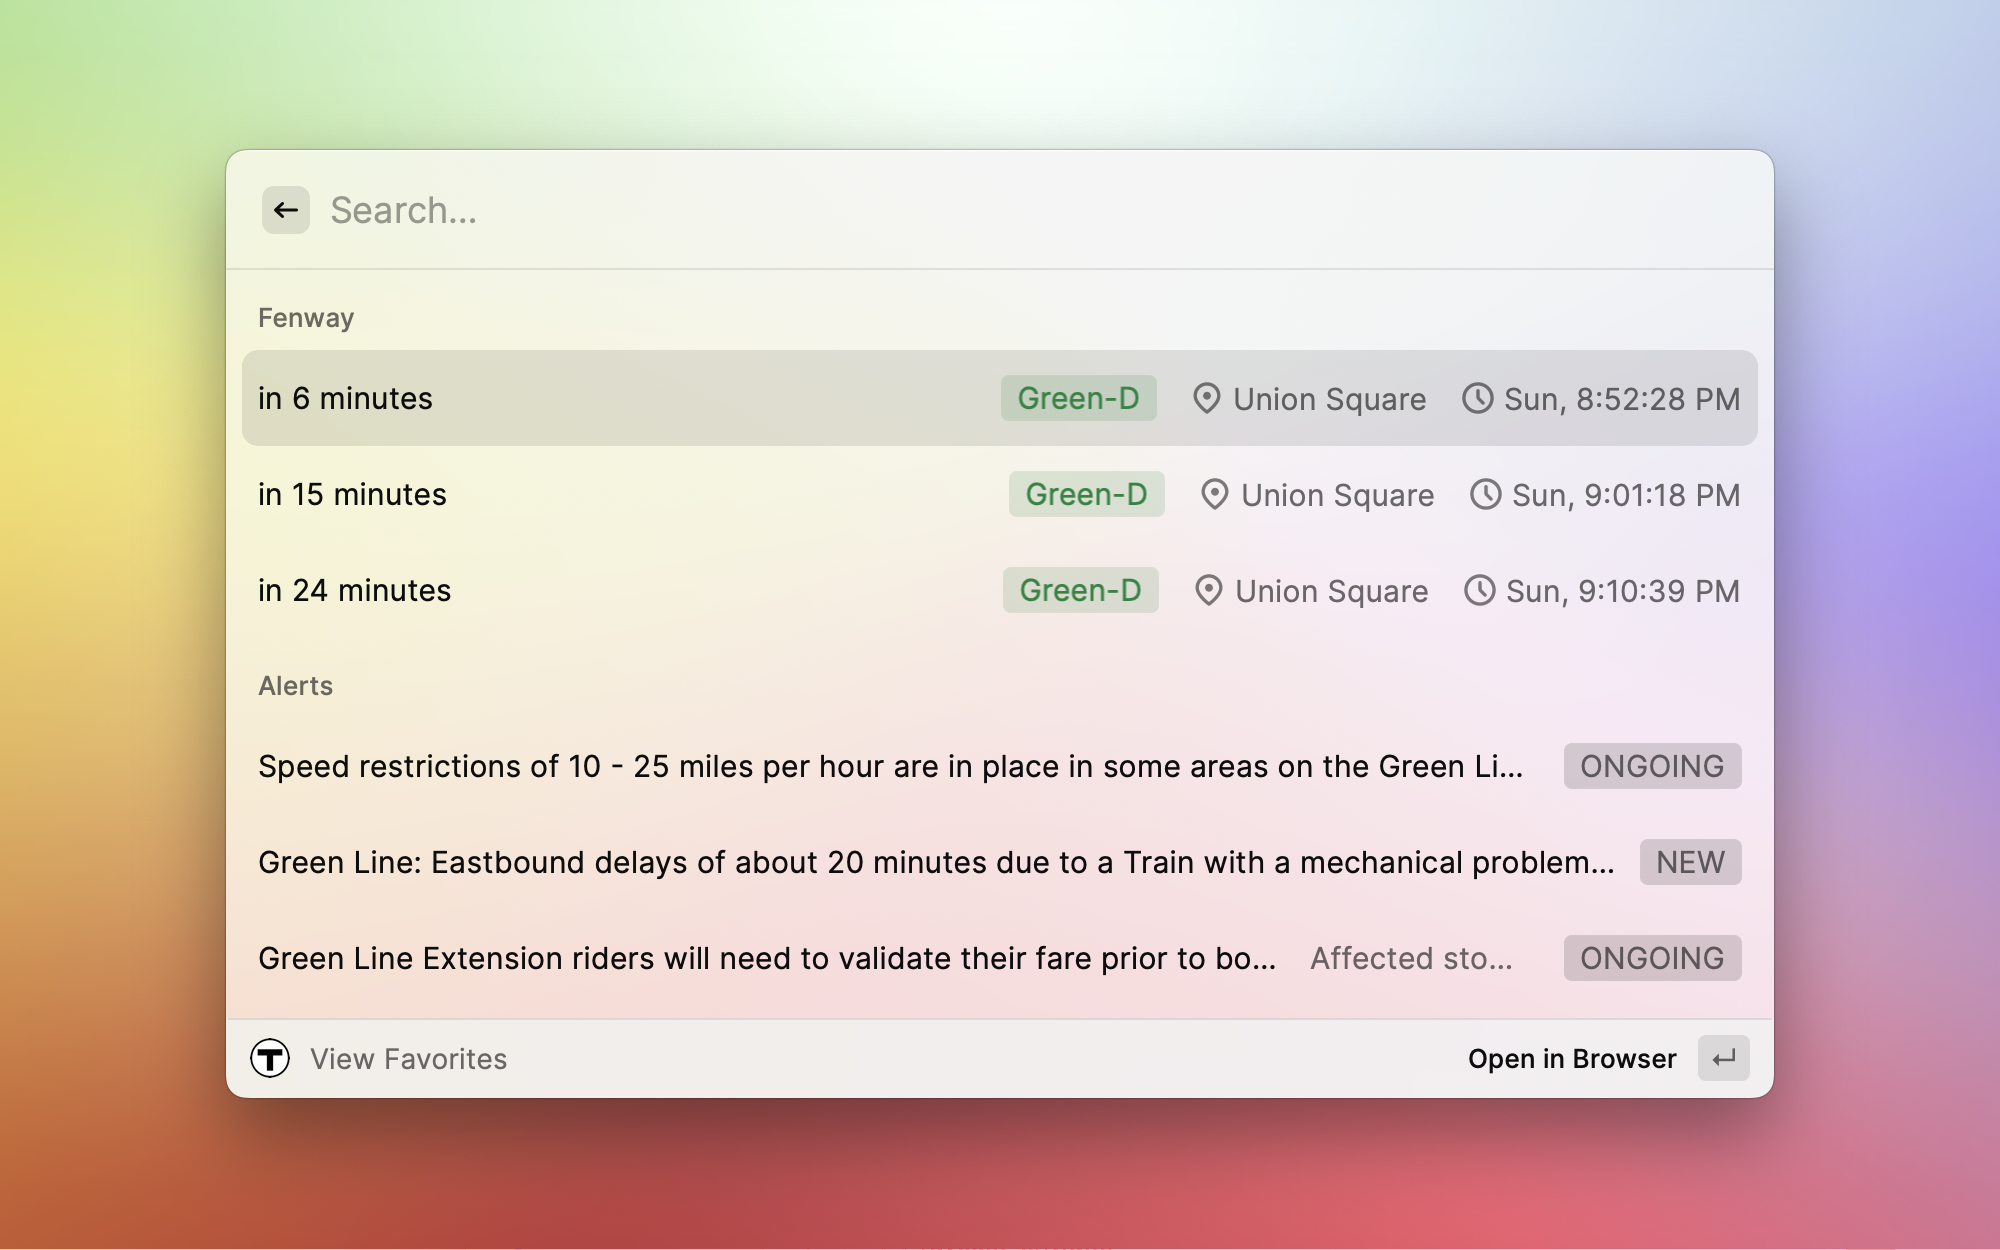 Search...
Fenway
in 6 minutes Green-D Union Square Sun, 8:52:28 PM
in 15 minutes Green-D Union Square Sun, 9:01:18 PM
in 24 minutes Green-D Union Square Sun, 9:10:39 PM
Alerts
Speed restrictions of 10 - 25 miles per hour are in place in some areas on the Green Li... ONGOING
Green Line: Eastbound delays of about 20 minutes due to a Train with a mechanical problem... NEW
Green Line Extension riders will need to validate their fare prior to bo... Affected sto... ONGOING
T View Favorites Open in Browser